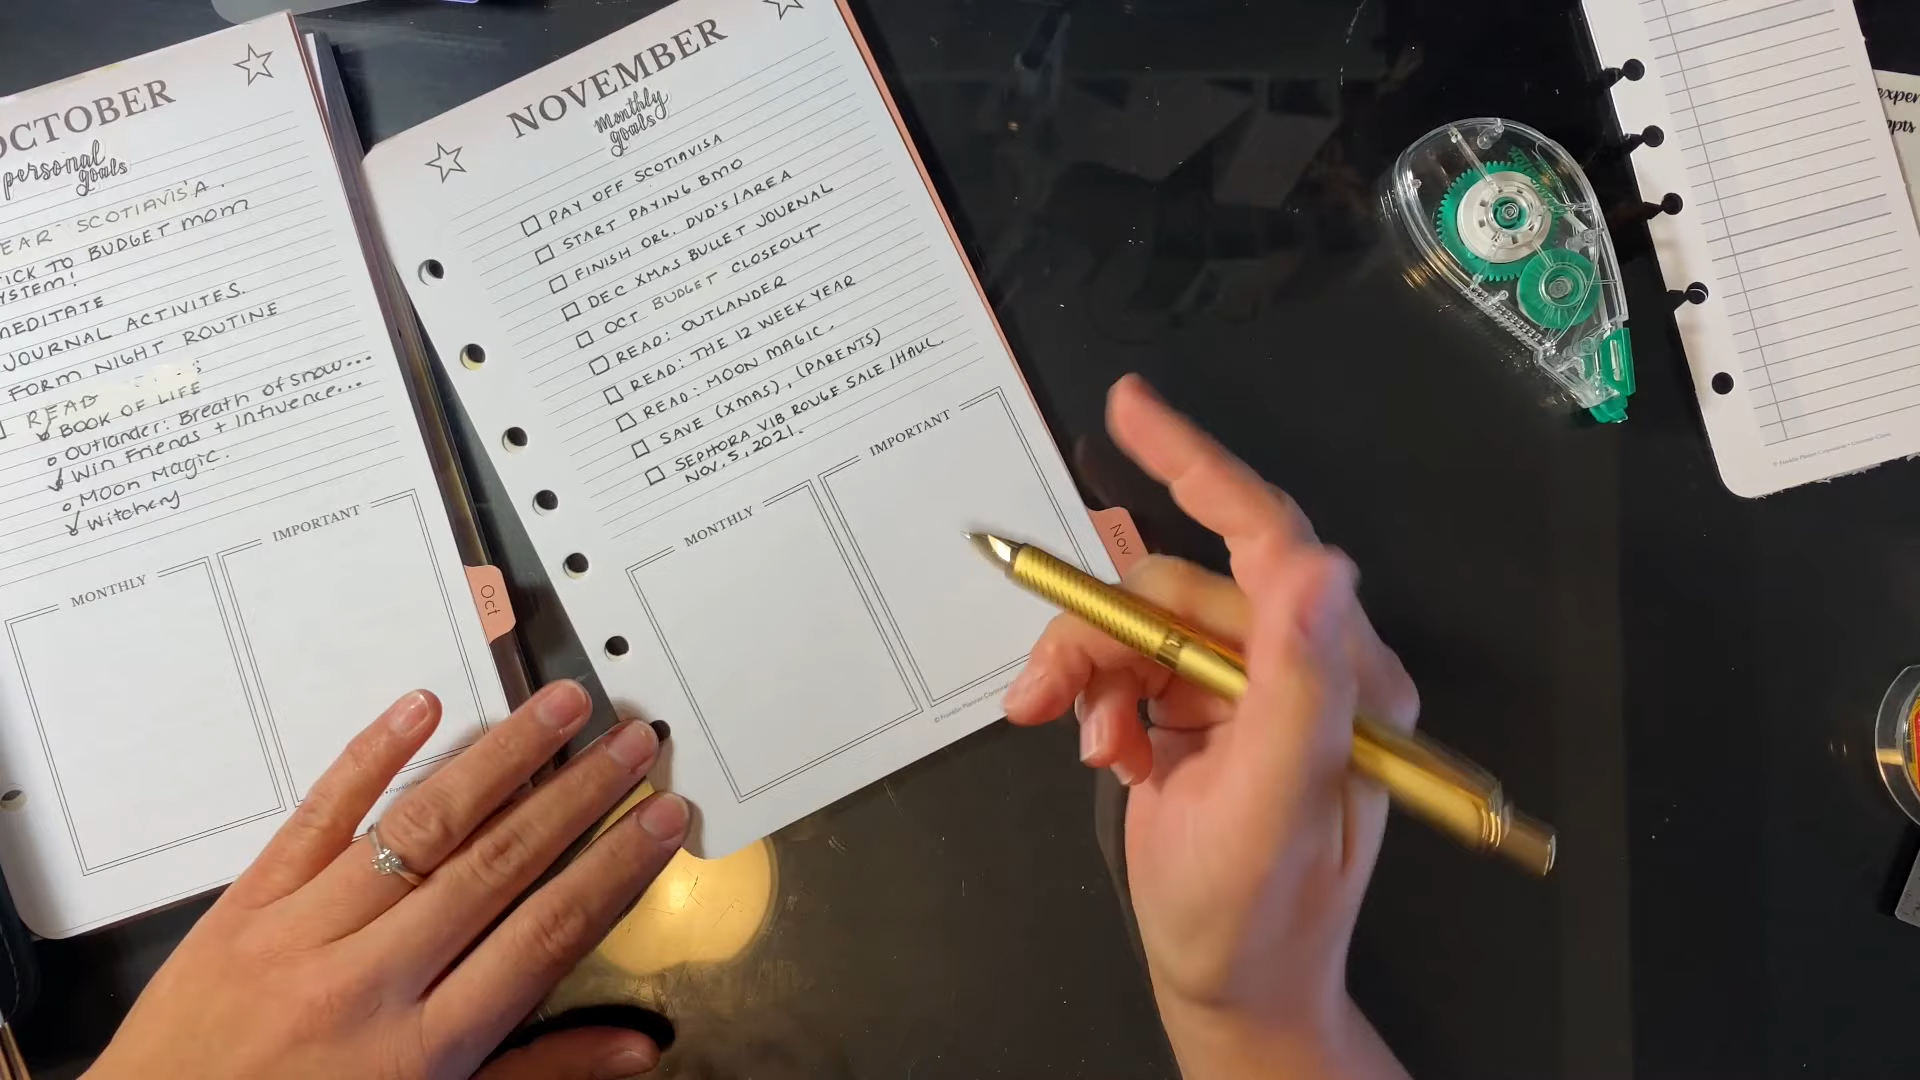 OCTOBER
personal
goals
EAR SCOTIAVISA.
TICK TO BUDGET MOM
YSTEM!
MEDITATE
JOURNAL ACTIVITES.
FORM NIGHT ROUTINE
READ
BOOK OF LIFE
Outlander: Breath of Snow...
Win Friends + Influence...
Moon Magic.
Witchery
MONTHLY
IMPORTANT
Oct
NOVEMBER
monthly
goals
PAY OFF SCOTIAVISA
START PAYING BMO
FINISH ORG. DVD'S / AREA
DEC XMAS BULLET JOURNAL
OCT BUDGET CLOSEOUT
READ: OUTLANDER
READ: THE 12 WEEK YEAR
READ: MOON MAGIC.
SAVE (XMAS), (PARENTS)
SEPHORA VIB ROUGE SALE / HAUL.
NOV. 5, 2021.
MONTHLY
IMPORTANT
Nov
© Franklin Planner